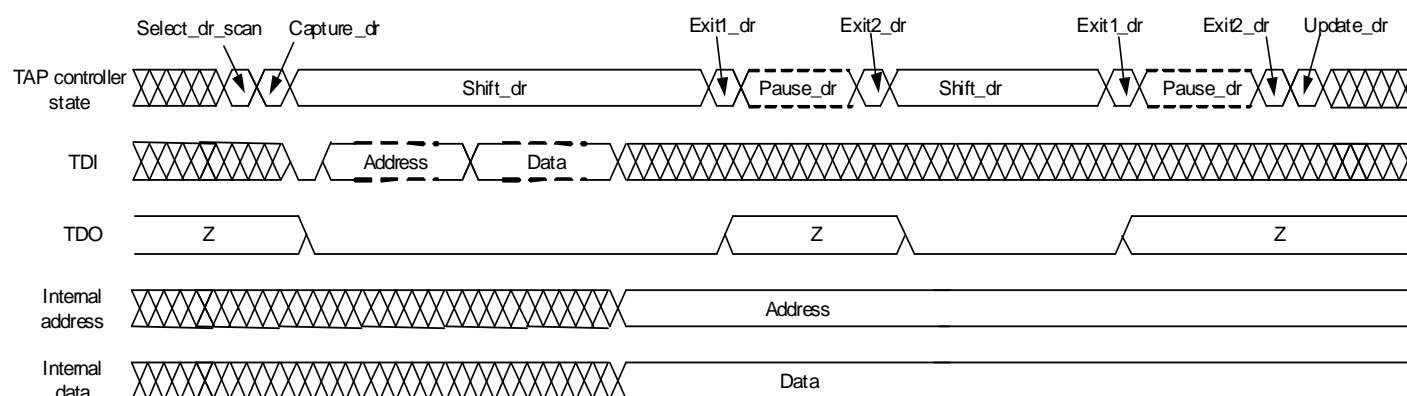 Select_dr_scan Capture_dr Exit1_dr Exit2_dr Exit1_dr Exit2_dr Update_dr
TAP controller
state
Shift_dr Pause_dr Shift_dr Pause_dr
TDI Address Data
TDO Z Z Z
Internal
address
Address
Internal
data
Data